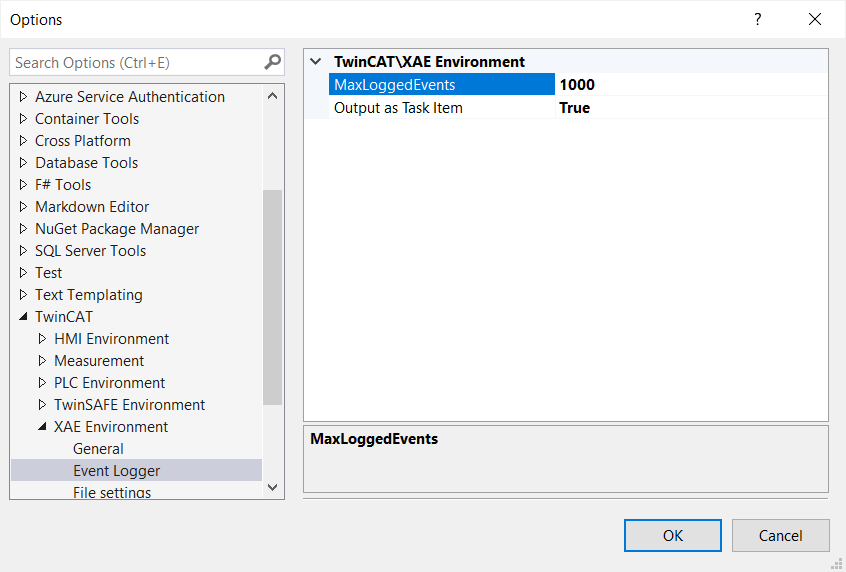 Options
?
Search Options (Ctrl+E)
Azure Service Authentication
Container Tools
Cross Platform
Database Tools
F# Tools
Markdown Editor
NuGet Package Manager
SQL Server Tools
Test
Text Templating
TwinCAT
HMI Environment
Measurement
PLC Environment
TwinSAFE Environment
XAE Environment
General
Event Logger
File settings
TwinCAT\XAE Environment
MaxLoggedEvents 1000
Output as Task Item True
MaxLoggedEvents
OK Cancel